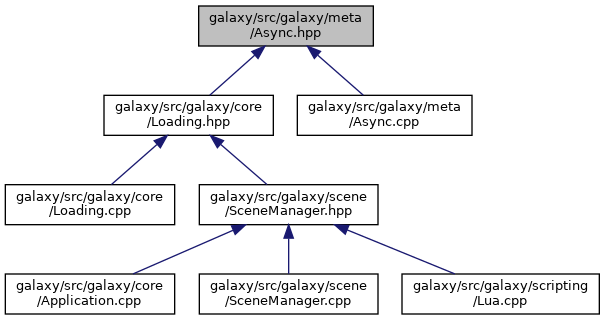 galaxy/src/galaxy/meta
/Async.hpp
galaxy/src/galaxy/core
/Loading.hpp
galaxy/src/galaxy/meta
/Async.cpp
galaxy/src/galaxy/core
/Loading.cpp
galaxy/src/galaxy/scene
/SceneManager.hpp
galaxy/src/galaxy/core
/Application.cpp
galaxy/src/galaxy/scene
/SceneManager.cpp
galaxy/src/galaxy/scripting
/Lua.cpp